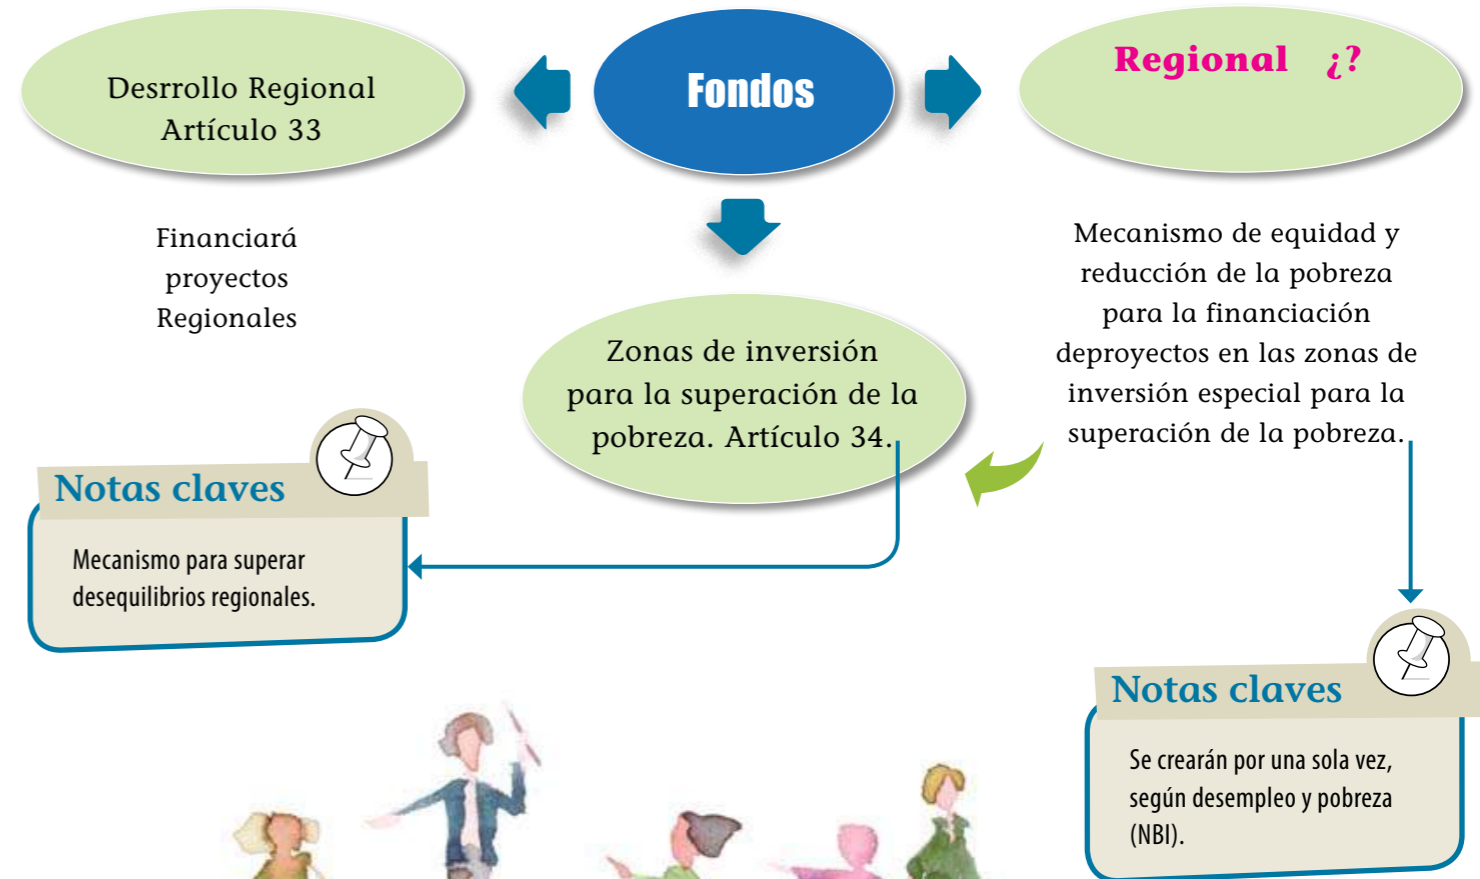 Desrrollo Regional
Artículo 33
Fondos
Regional ¿?
Financiará
proyectos
Regionales
Zonas de inversión
para la superación de la
pobreza. Artículo 34.
Mecanismo de equidad y
reducción de la pobreza
para la financiación
deproyectos en las zonas de
inversión especial para la
superación de la pobreza.
Notas claves
Mecanismo para superar
desequilibrios regionales.
Notas claves
Se crearán por una sola vez,
según desempleo y pobreza
(NBI).